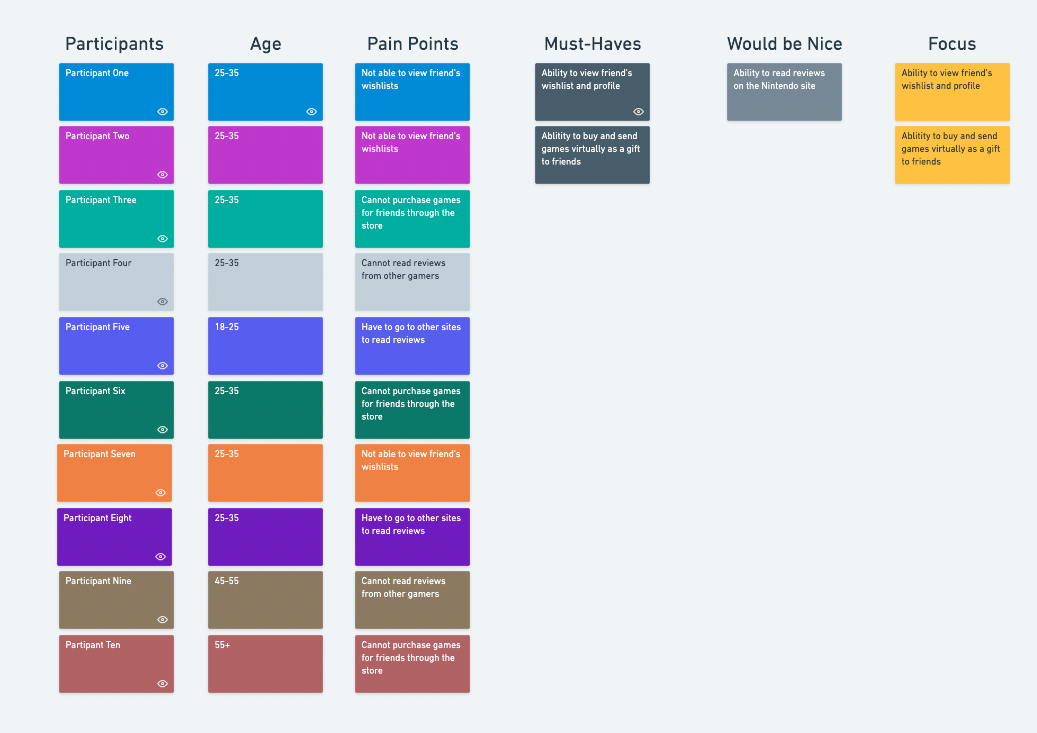 Participants
Age
Pain Points
Must-Haves
Would be Nice
Focus
Participant One
25-35
Not able to view friend's
wishlists
Ability to view friend's
wishlist and profile
Ability to read reviews
on the Nintendo site
Ability to view friend's
wishlist and profile
Participant Two
25-35
Not able to view friend's
wishlists
Ablitity to buy and send
games virtually as a gift
to friends
Ablitity to buy and send
games virtually as a gift
to friends
Participant Three
25-35
Cannot purchase games
for friends through the
store
Participant Four
25-35
Cannot read reviews
from other gamers
Participant Five
18-25
Have to go to other sites
to read reviews
Participant Six
25-35
Cannot purchase games
for friends through the
store
Participant Seven
25-35
Not able to view friend's
wishlists
Participant Eight
25-35
Have to go to other sites
to read reviews
Participant Nine
45-55
Cannot read reviews
from other gamers
Partipant Ten
55+
Cannot purchase games
for friends through the
store